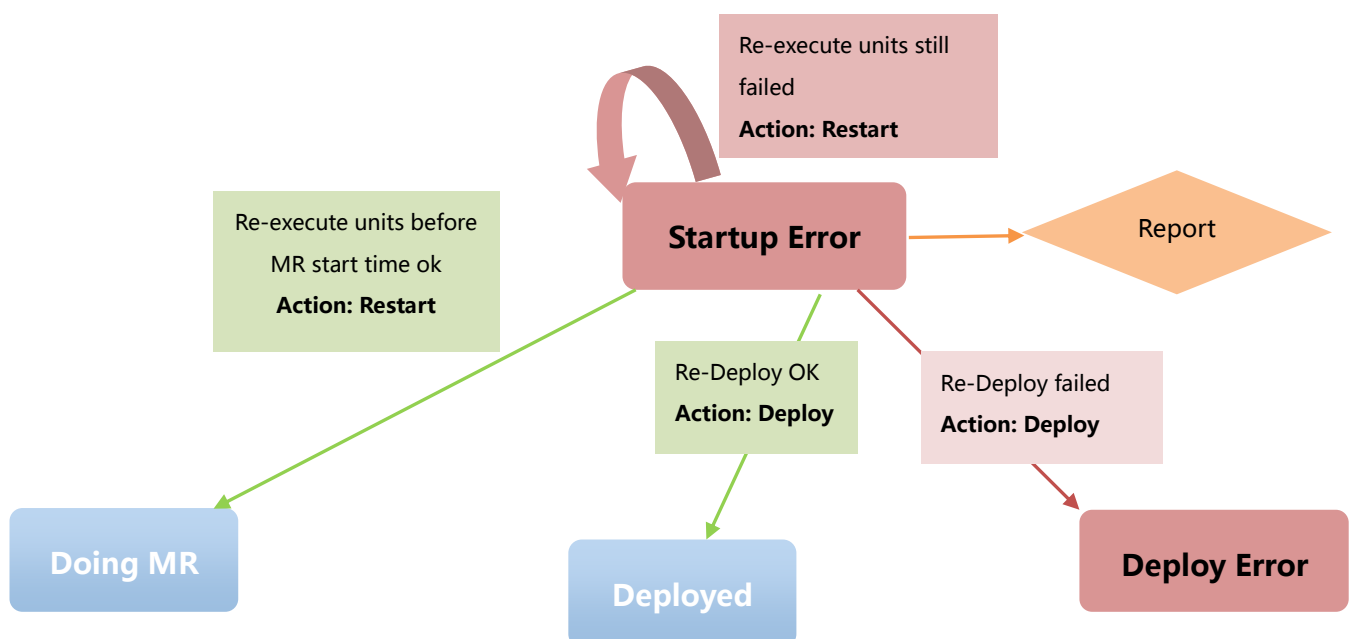 Re-execute units still
failed
Action: Restart
Re-execute units before
MR start time ok
Action: Restart
Startup Error
Report
Re-Deploy OK
Action: Deploy
Re-Deploy failed
Action: Deploy
Doing MR
Deployed
Deploy Error